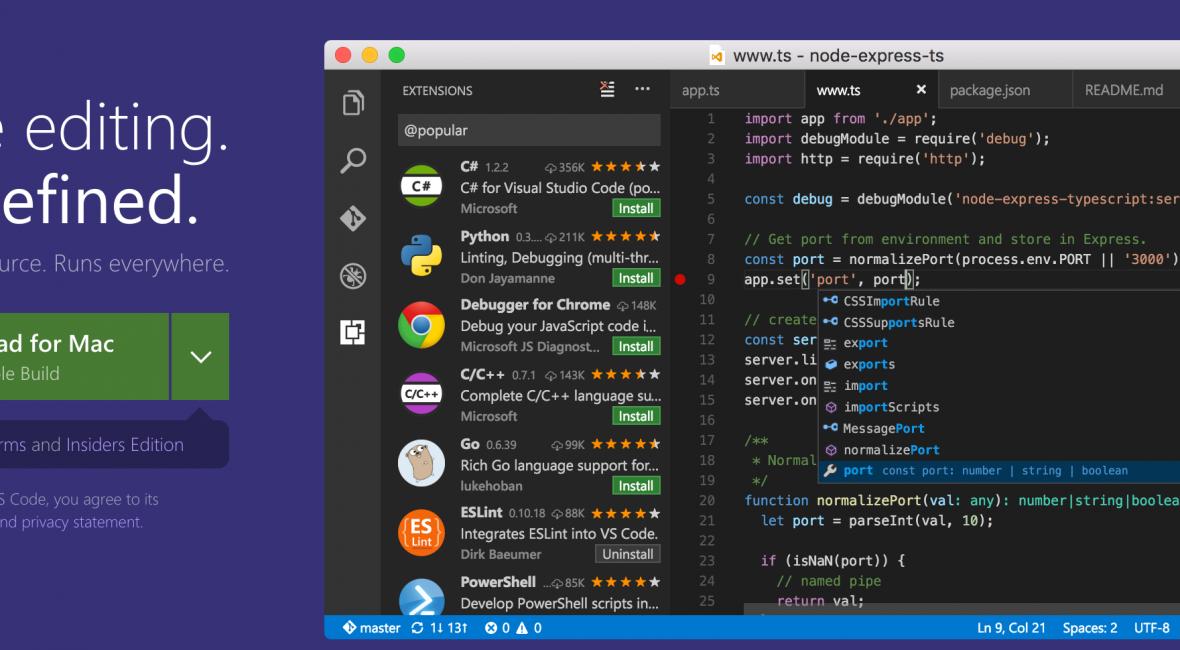 editing.
efined.
urce. Runs everywhere.
ad for Mac
le Build
rms and Insiders Edition
S Code, you agree to its
nd privacy statement.
www.ts - node-express-ts
EXTENSIONS
@popular
C# 1.2.2 356K
C#
C# for Visual Studio Code (po...
Microsoft Install
Python 0.3.... 211K
Linting, Debugging (multi-thr...
Don Jayamanne Install
Debugger for Chrome 148K
Debug your JavaScript code i...
Microsoft JS Diagnost... Install
C/C++ 0.7.1 143K
C/C++
Complete C/C++ language su...
Microsoft Install
Go 0.6.39 99K
Rich Go language support for...
lukehoban Install
ESLint 0.10.18 88K
ES
Lint
Integrates ESLint into VS Code.
Dirk Baeumer Uninstall
PowerShell ... 85K
Develop PowerShell scripts in...
app.ts www.ts package.json README.md
1 import app from './app';
2 import debugModule = require('debug');
3 import http = require('http');
4
5 const debug = debugModule('node-express-typescript:ser
6
7 // Get port from environment and store in Express.
8 const port = normalizePort(process.env.PORT || '3000')
9 app.set('port', port);
10
11 // create
12 const ser
13 server.li
14 server.on
15 server.on
16
17 /**
18 * Normal
19 */
20 function normalizePort(val: any): number|string|boolea
21 let port = parseInt(val, 10);
22
23 if (isNaN(port)) {
24 // named pipe
25 return val;
CSSImportRule
CSSSupportsRule
export
exports
import
importScripts
MessagePort
normalizePort
port const port: number | string | boolean
master 1↓ 13↑ 0 0 Ln 9, Col 21 Spaces: 2 UTF-8